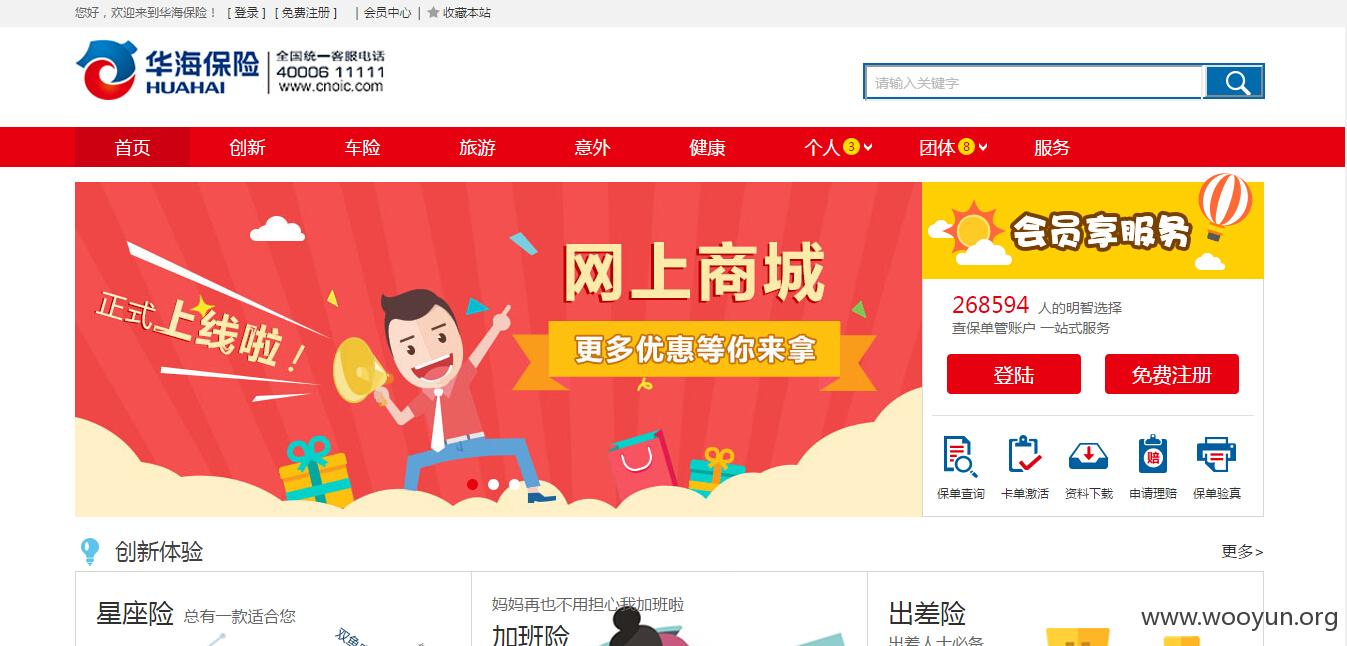 您好，欢迎来到华海保险！ [ 登录 ] [ 免费注册 ] | 会员中心 | 收藏本站
华海保险
HUAHAI
全国统一客服电话
40006 11111
www.cnoic.com
请输入关键字
首页 创新 车险 旅游 意外 健康 个人 3 团体 8 服务
正式上线啦！
网上商城
更多优惠等你来拿
会员享服务
268594 人的明智选择
查保单管账户 一站式服务
登陆 免费注册
赔
保单查询 卡单激活 资料下载 申请理赔 保单验真
创新体验 更多>
星座险 总有一款适合您
双鱼
妈妈再也不用担心我加班啦
加班险
出差险
出差人士必备
www.wooyun.org